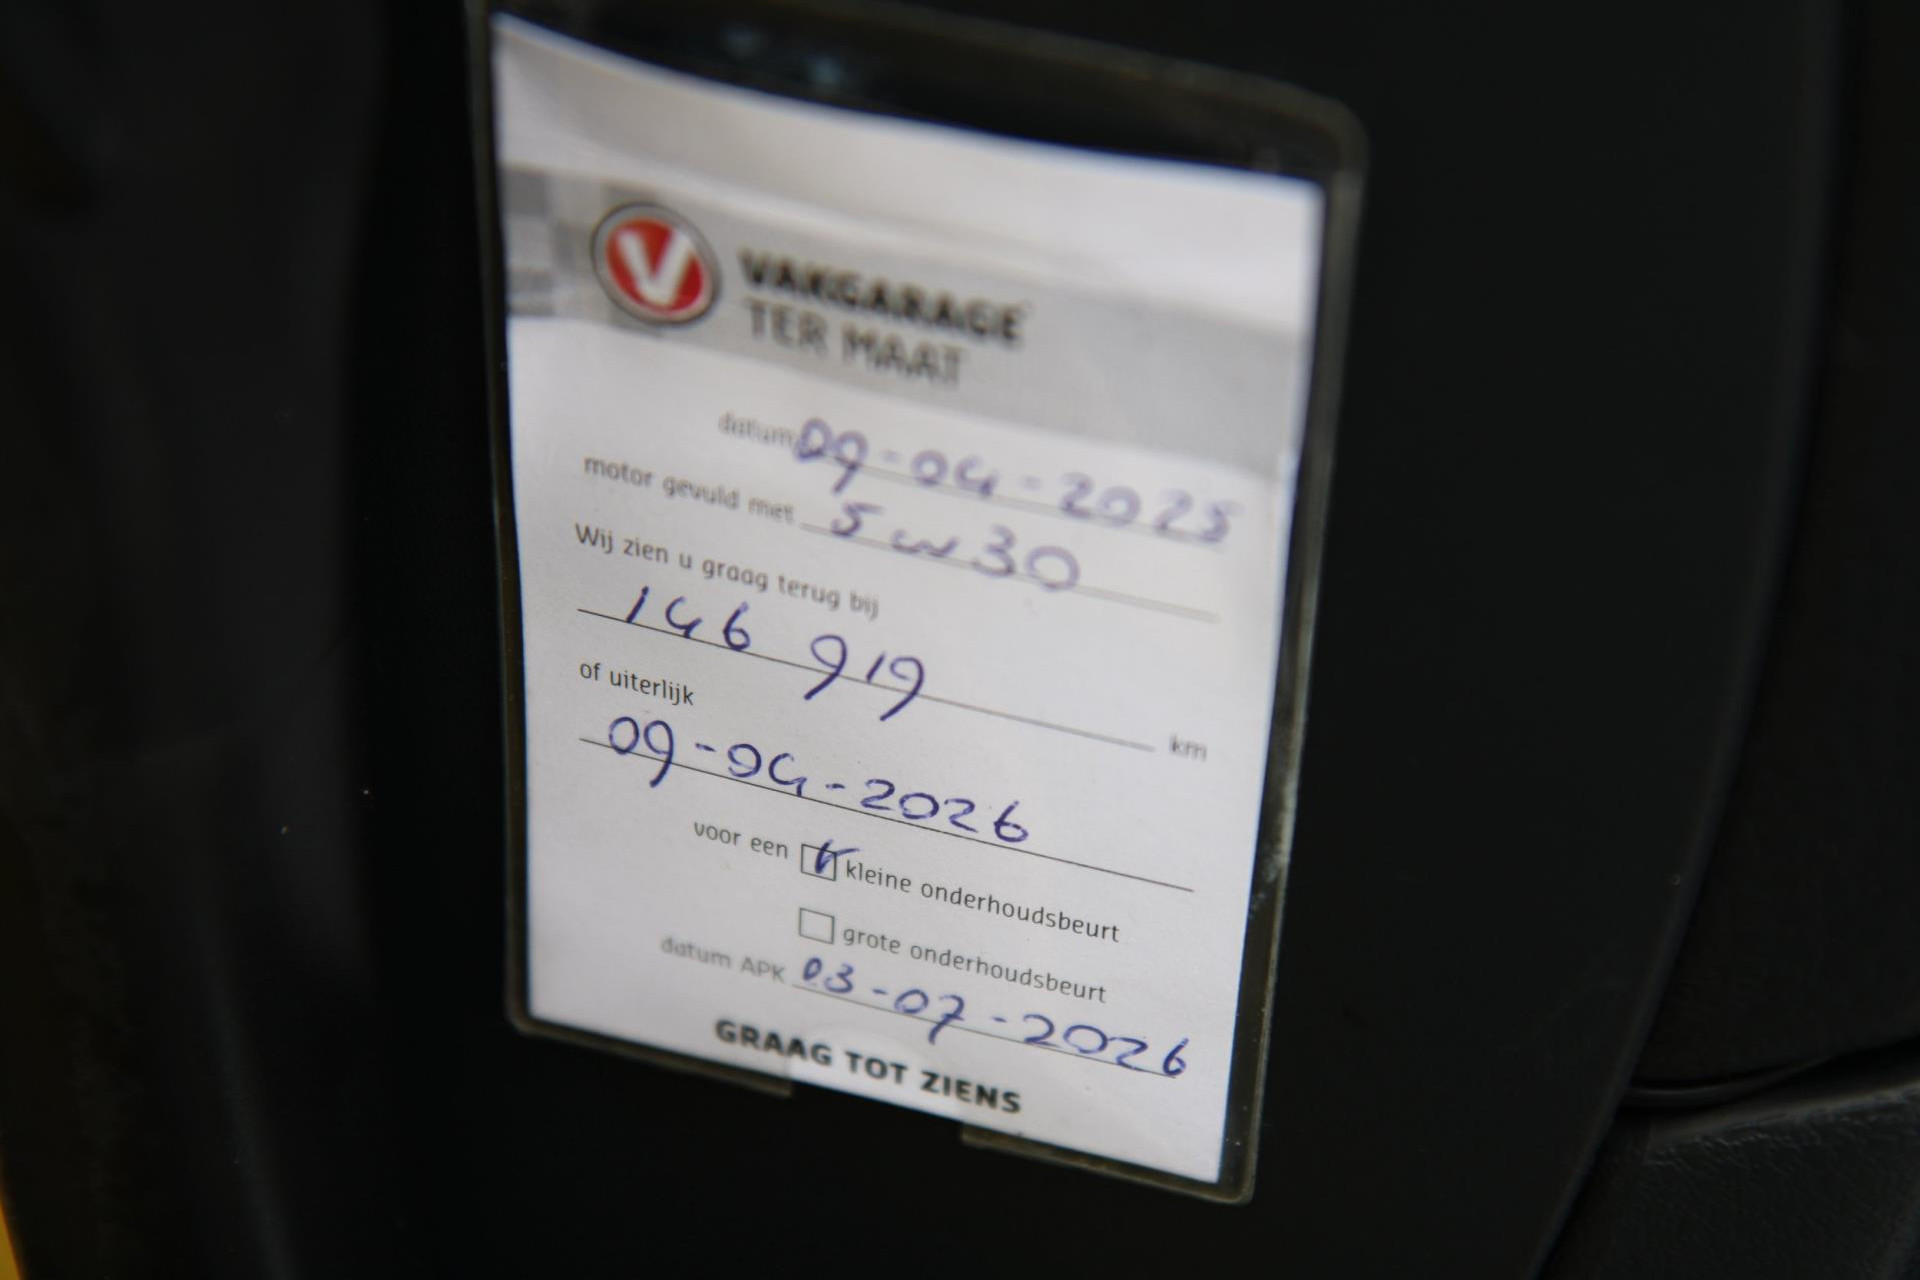 V VAKGARAGE
TER MAAT
datum 09-04-2025
motor gevuld met 5w30
Wij zien u graag terug bij
146 919 km
of uiterlijk
09-04-2026
voor een kleine onderhoudsbeurt
grote onderhoudsbeurt
datum APK 03-07-2026
GRAAG TOT ZIENS